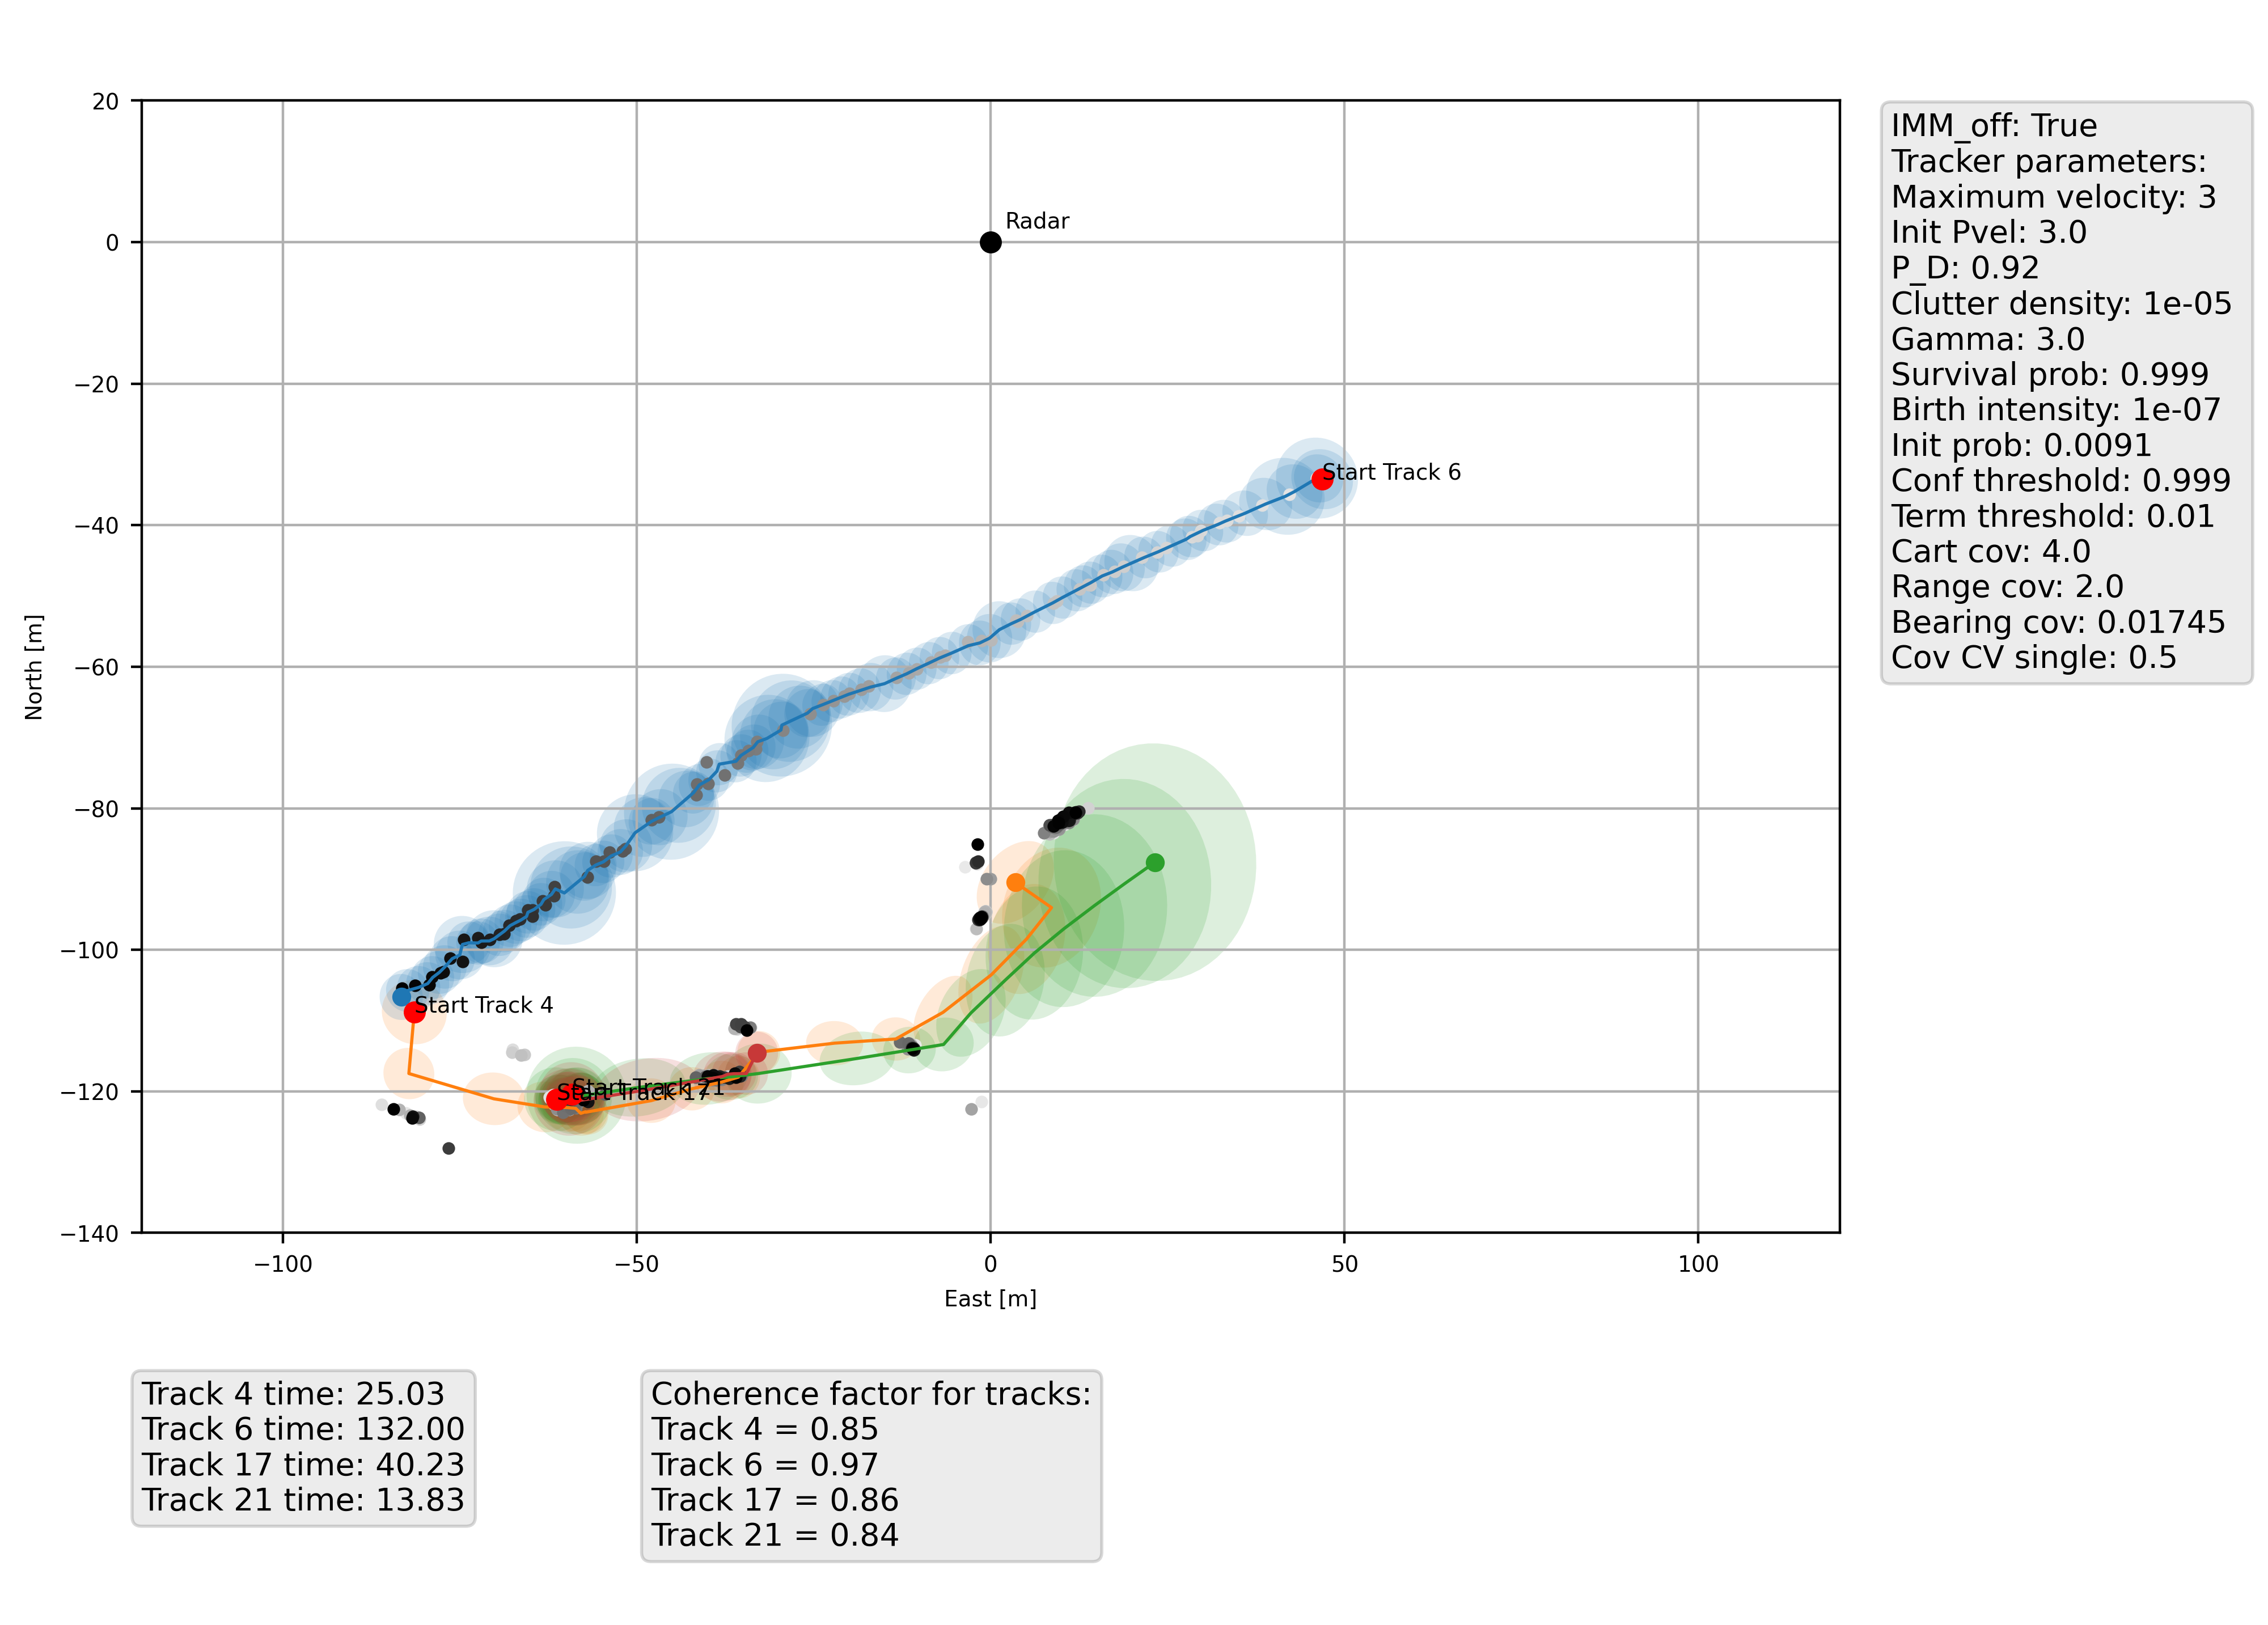 20
0
−20
−40
−60
−80
−100
−120
−140
North [m]
Radar
Start Track 6
Start Track 4
Start Track 21
Start Track 17
−100
−50
0
50
100
East [m]
IMM_off: True
Tracker parameters:
Maximum velocity: 3
Init Pvel: 3.0
P_D: 0.92
Clutter density: 1e-05
Gamma: 3.0
Survival prob: 0.999
Birth intensity: 1e-07
Init prob: 0.0091
Conf threshold: 0.999
Term threshold: 0.01
Cart cov: 4.0
Range cov: 2.0
Bearing cov: 0.01745
Cov CV single: 0.5
Track 4 time: 25.03
Track 6 time: 132.00
Track 17 time: 40.23
Track 21 time: 13.83
Coherence factor for tracks:
Track 4 = 0.85
Track 6 = 0.97
Track 17 = 0.86
Track 21 = 0.84